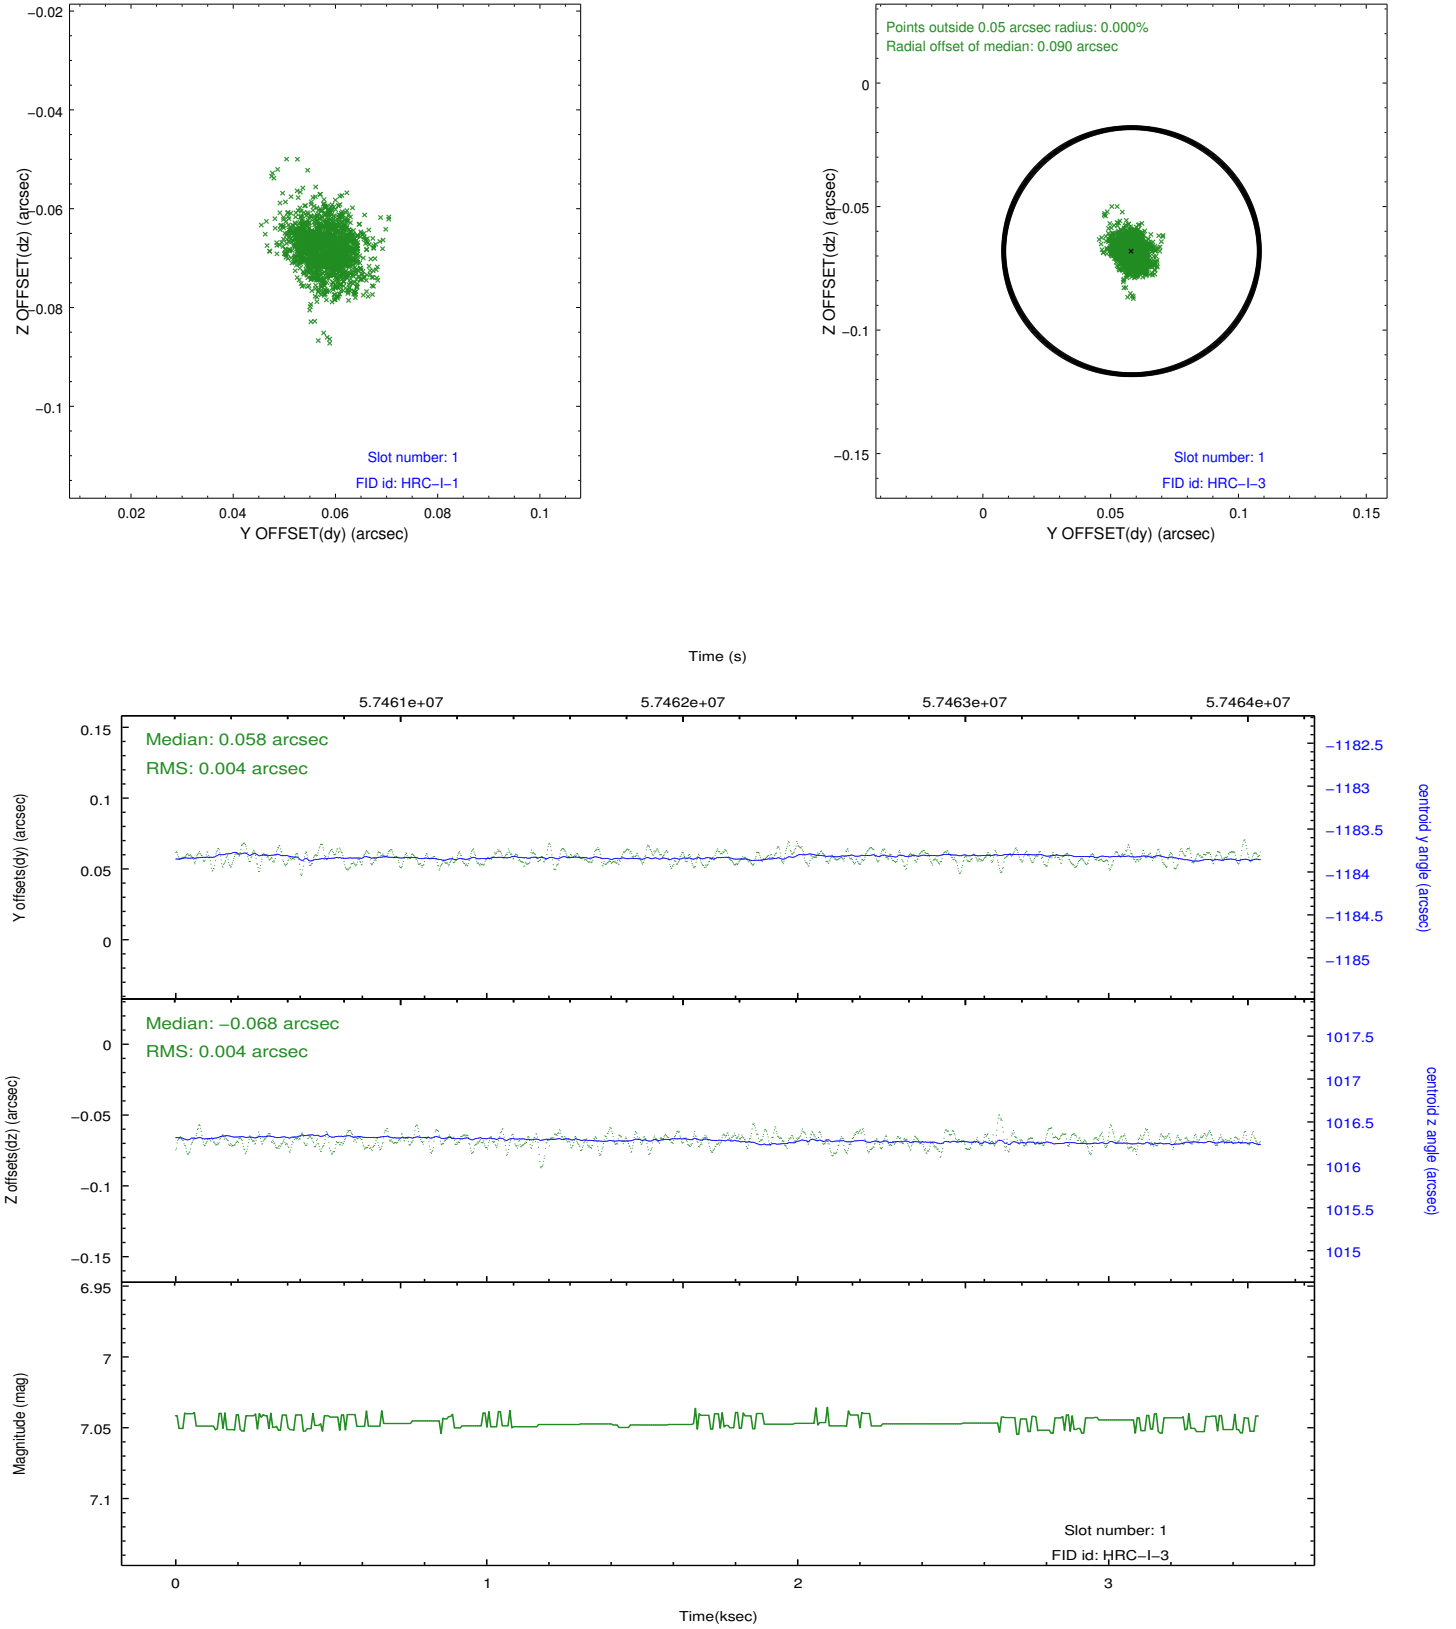 −0.02
−0.04
−0.06
−0.08
−0.1
Z OFFSET(dz) (arcsec)
Slot number: 1
FID id: HRC−I−1
0.02
0.04
0.06
0.08
0.1
Y OFFSET(dy) (arcsec)
Points outside 0.05 arcsec radius: 0.000%
Radial offset of median: 0.090 arcsec
0
−0.05
−0.1
−0.15
Z OFFSET(dz) (arcsec)
Slot number: 1
FID id: HRC−I−3
0
0.05
0.1
0.15
Y OFFSET(dy) (arcsec)
Time (s)
5.7461e+07
5.7462e+07
5.7463e+07
5.7464e+07
Median: 0.058 arcsec
RMS: 0.004 arcsec
0.15
0.1
0.05
0
Y offsets(dy) (arcsec)
−1182.5
−1183
−1183.5
−1184
−1184.5
−1185
centroid y angle (arcsec)
Median: −0.068 arcsec
RMS: 0.004 arcsec
0
−0.05
−0.1
−0.15
Z offsets(dz) (arcsec)
1017.5
1017
1016.5
1016
1015.5
1015
centroid z angle (arcsec)
6.95
7
7.05
7.1
Magnitude (mag)
Slot number: 1
FID id: HRC−I−3
0
1
2
3
Time(ksec)